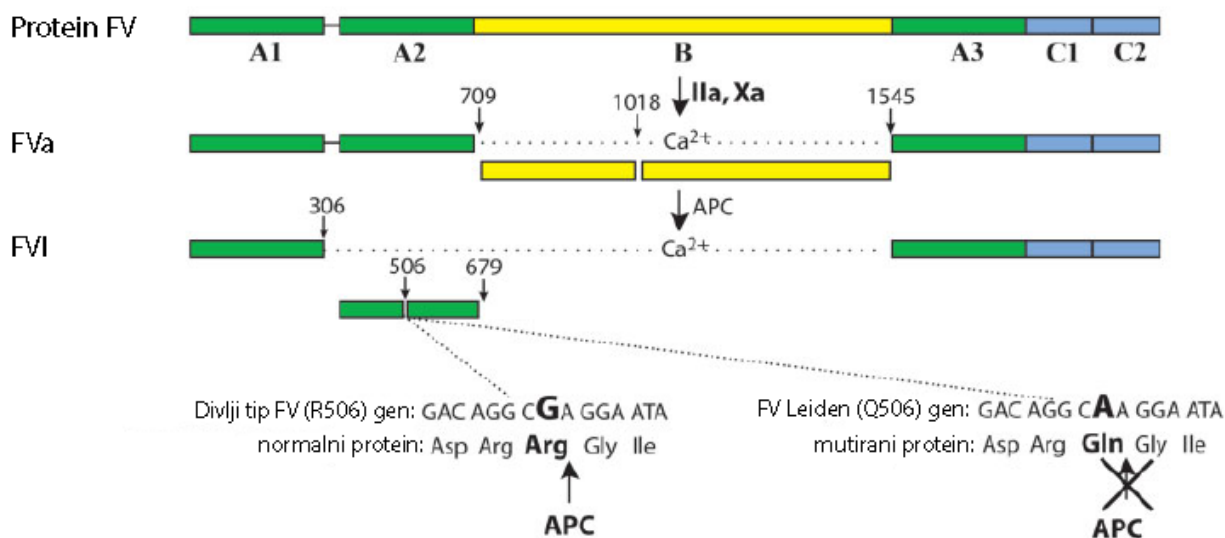 Protein FV
A1 A2 B A3 C1 C2
IIa, Xa
709 1018 1545
FVa
Ca2+
APC
306
FVI
Ca2+
506 679
Divlji tip FV (R506) gen: GAC AGG CGA GGA ATA
normalni protein: Asp Arg Arg Gly Ile
APC
FV Leiden (Q506) gen: GAC AGG CAA GGA ATA
mutirani protein: Asp Arg Gln Gly Ile
APC